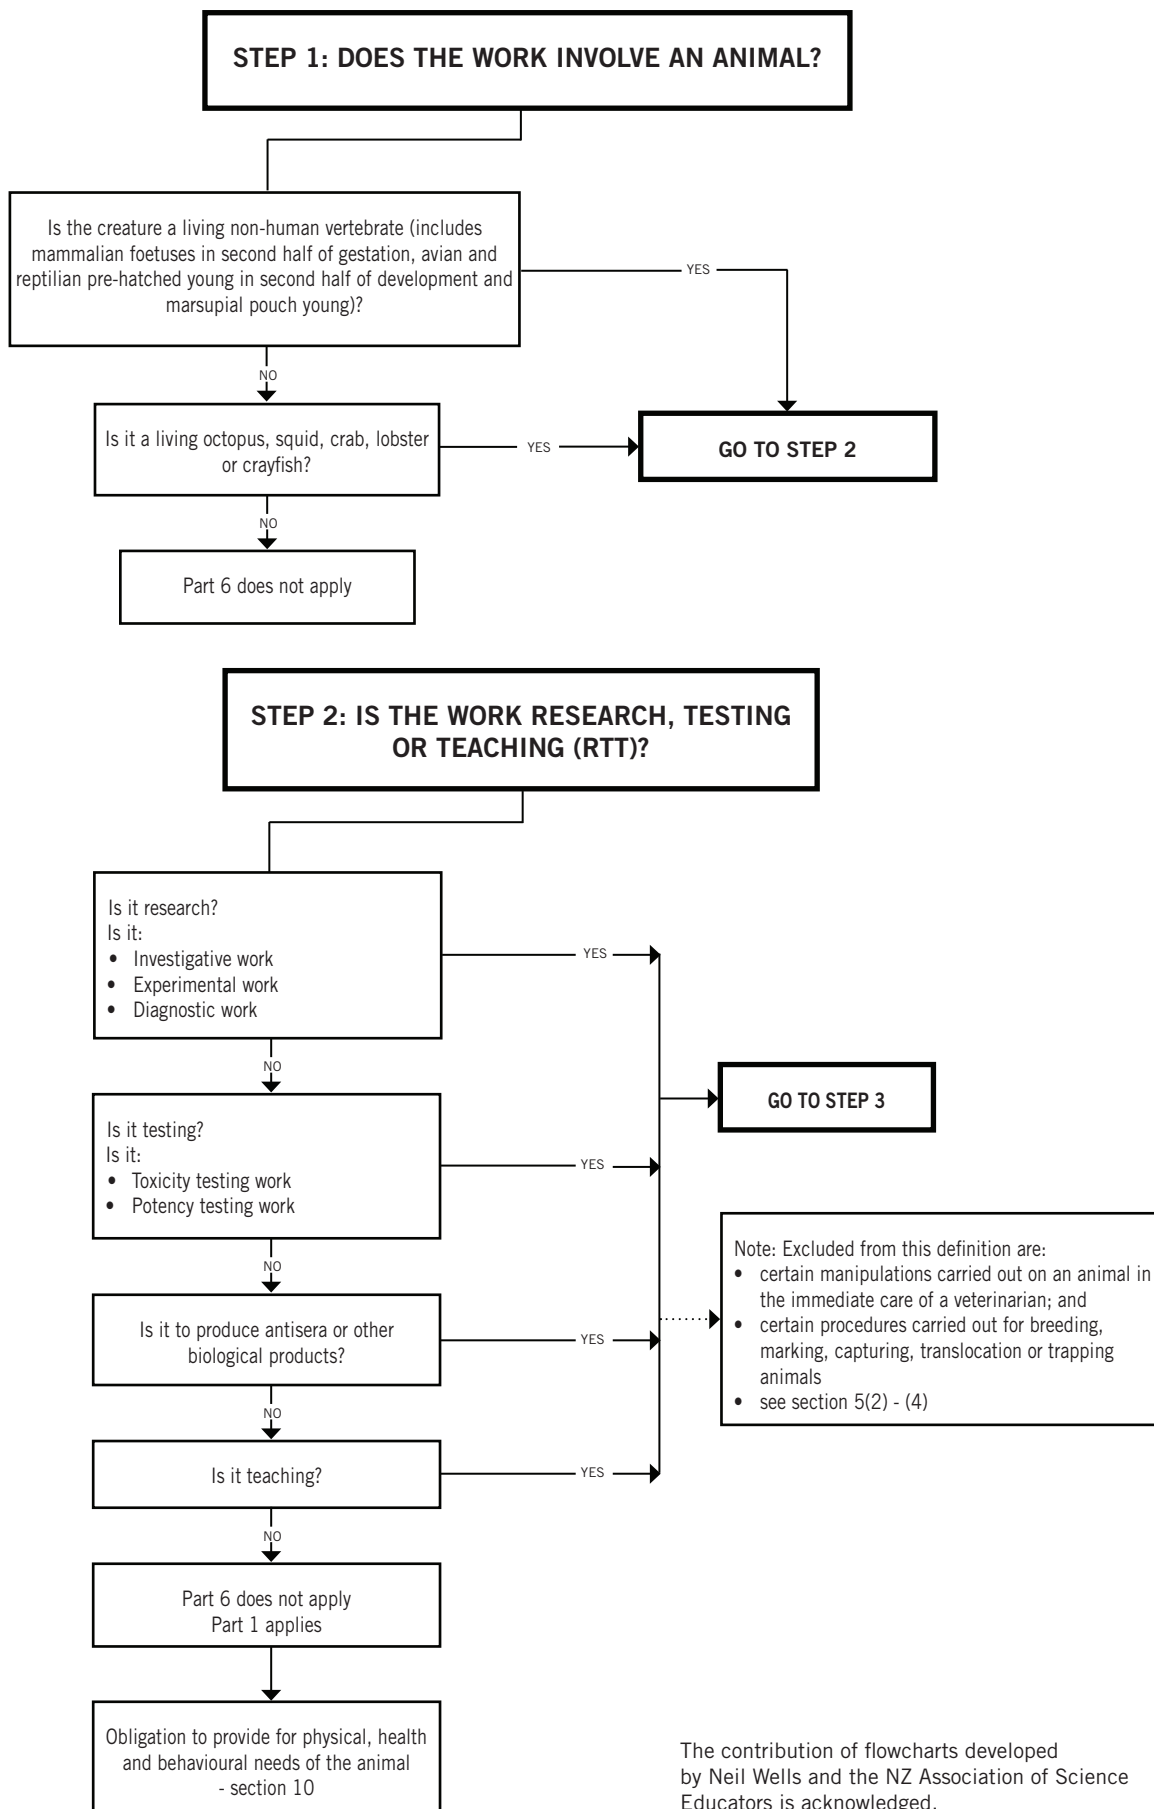 STEP 1: DOES THE WORK INVOLVE AN ANIMAL?
Is the creature a living non-human vertebrate (includes
mammalian foetuses in second half of gestation, avian and
reptilian pre-hatched young in second half of development and
marsupial pouch young)?
YES
NO
Is it a living octopus, squid, crab, lobster
or crayfish?
YES
GO TO STEP 2
NO
Part 6 does not apply
STEP 2: IS THE WORK RESEARCH, TESTING
OR TEACHING (RTT)?
Is it research?
Is it:
• Investigative work
• Experimental work
• Diagnostic work
YES
NO
GO TO STEP 3
Is it testing?
Is it:
• Toxicity testing work
• Potency testing work
YES
NO
Note: Excluded from this definition are:
• certain manipulations carried out on an animal in
the immediate care of a veterinarian; and
• certain procedures carried out for breeding,
marking, capturing, translocation or trapping
animals
• see section 5(2) - (4)
Is it to produce antisera or other
biological products?
YES
NO
Is it teaching?
YES
NO
Part 6 does not apply
Part 1 applies
Obligation to provide for physical, health
and behavioural needs of the animal
- section 10
The contribution of flowcharts developed
by Neil Wells and the NZ Association of Science
Educators is acknowledged.